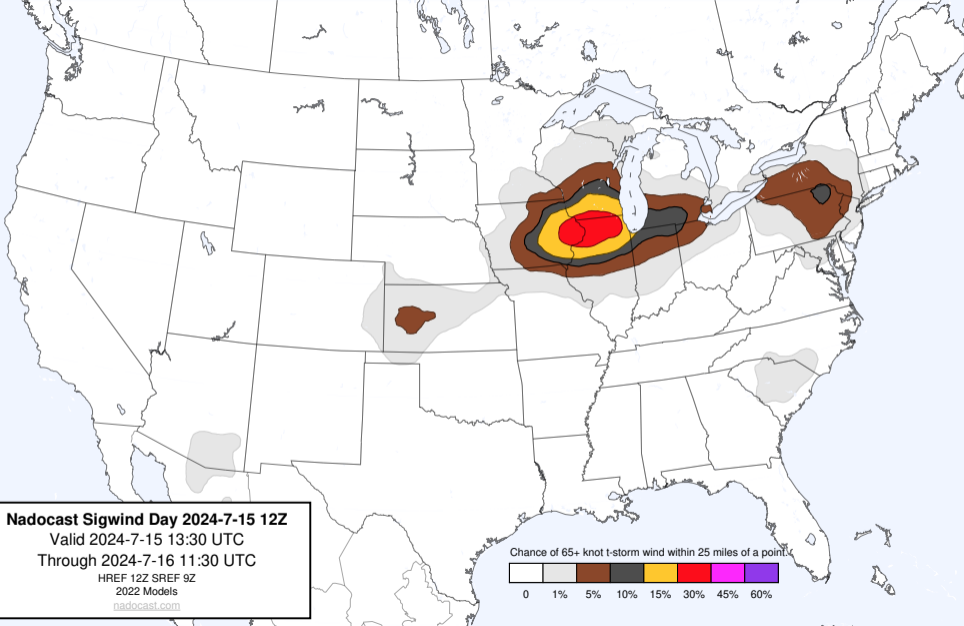 Nadocast Sigwind Day 2024-7-15 12Z
Valid 2024-7-15 13:30 UTC
Through 2024-7-16 11:30 UTC
HREF 12Z SREF 9Z
2022 Models
nadocast.com
Chance of 65+ knot t-storm wind within 25 miles of a point.
0 1% 5% 10% 15% 30% 45% 60%